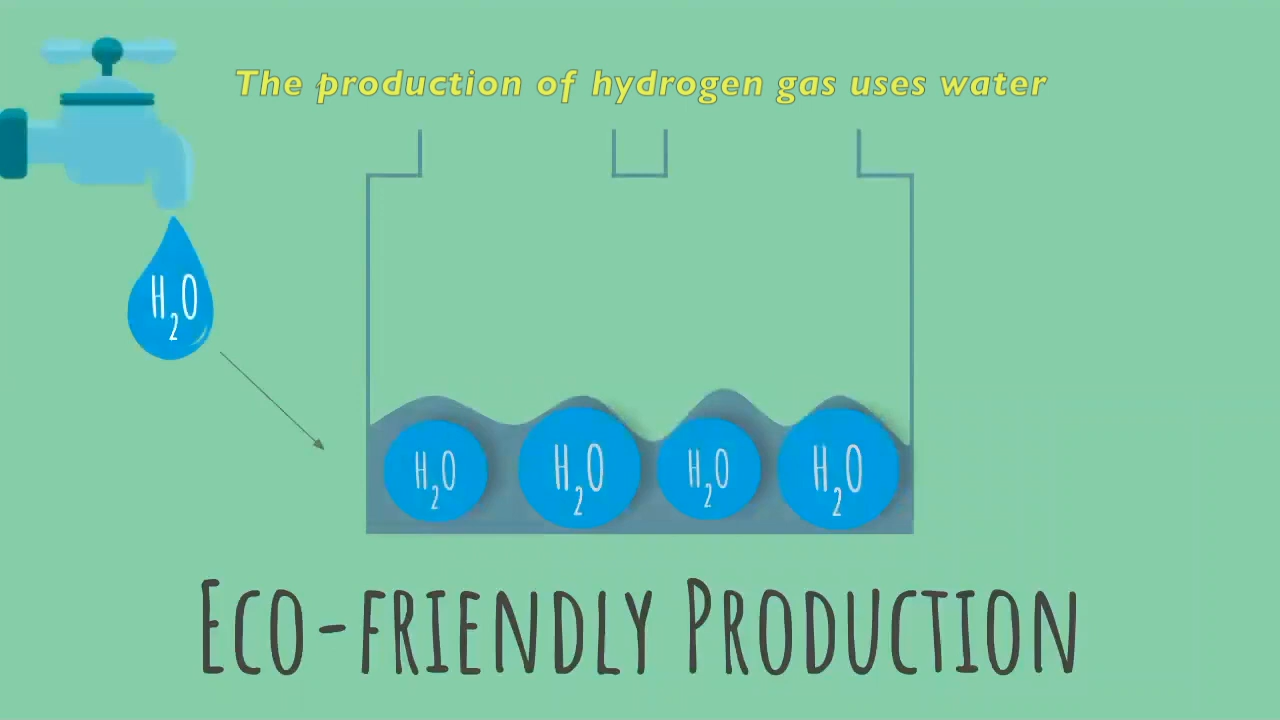 The production of hydrogen gas uses water
H₂O
H₂O H₂O H₂O H₂O
Eco-friendly Production